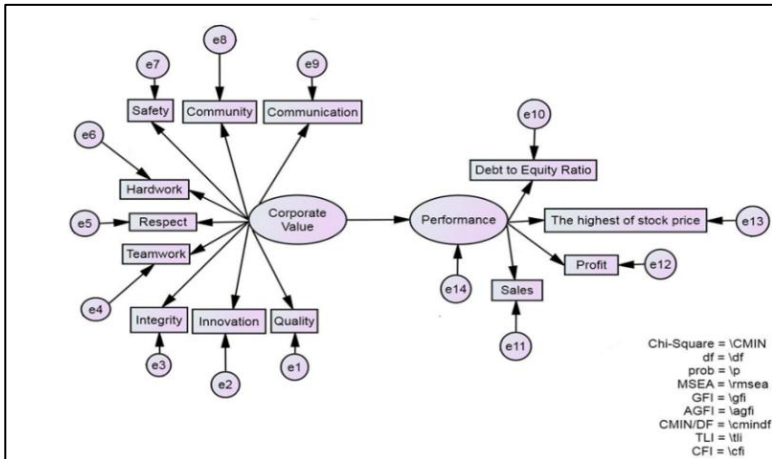 e8
e7
e9
Safety
Community
Communication
e10
e6
Debt to Equity Ratio
Hardwork
Corporate
Value
Performance
The highest of stock price
e13
e5
Respect
Teamwork
Profit
e12
e14
Sales
e4
Integrity
Innovation
Quality
e11
e3
e2
e1
Chi-Square = \CMIN
df = \df
prob = \p
MSEA = \rmsea
GFI = \gfi
AGFI = \agfi
CMIN/DF = \cmindf
TLI = \tli
CFI = \cfi